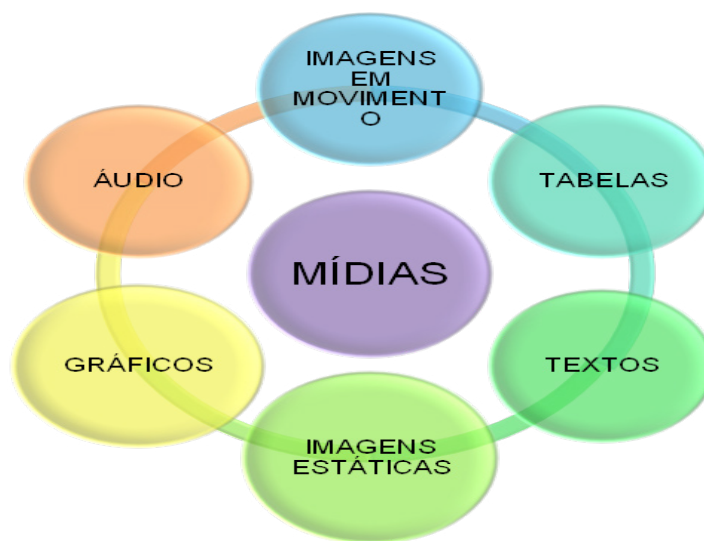 IMAGENS
EM
MOVIMENT
O
ÁUDIO
TABELAS
MÍDIAS
GRÁFICOS
TEXTOS
IMAGENS
ESTÁTICAS